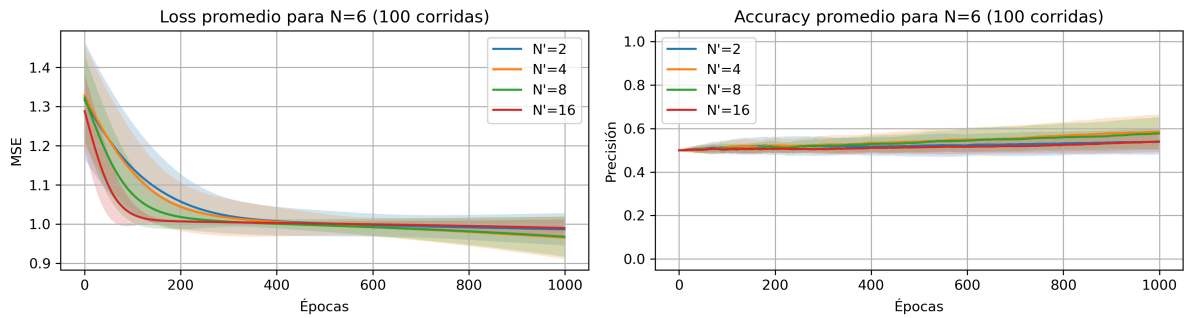 Loss promedio para N=6 (100 corridas)
MSE
1.4
1.3
1.2
1.1
1.0
0.9
0
200
400
600
800
1000
Épocas
N'=2
N'=4
N'=8
N'=16
Accuracy promedio para N=6 (100 corridas)
Precisión
1.0
0.8
0.6
0.4
0.2
0.0
0
200
400
600
800
1000
Épocas
N'=2
N'=4
N'=8
N'=16